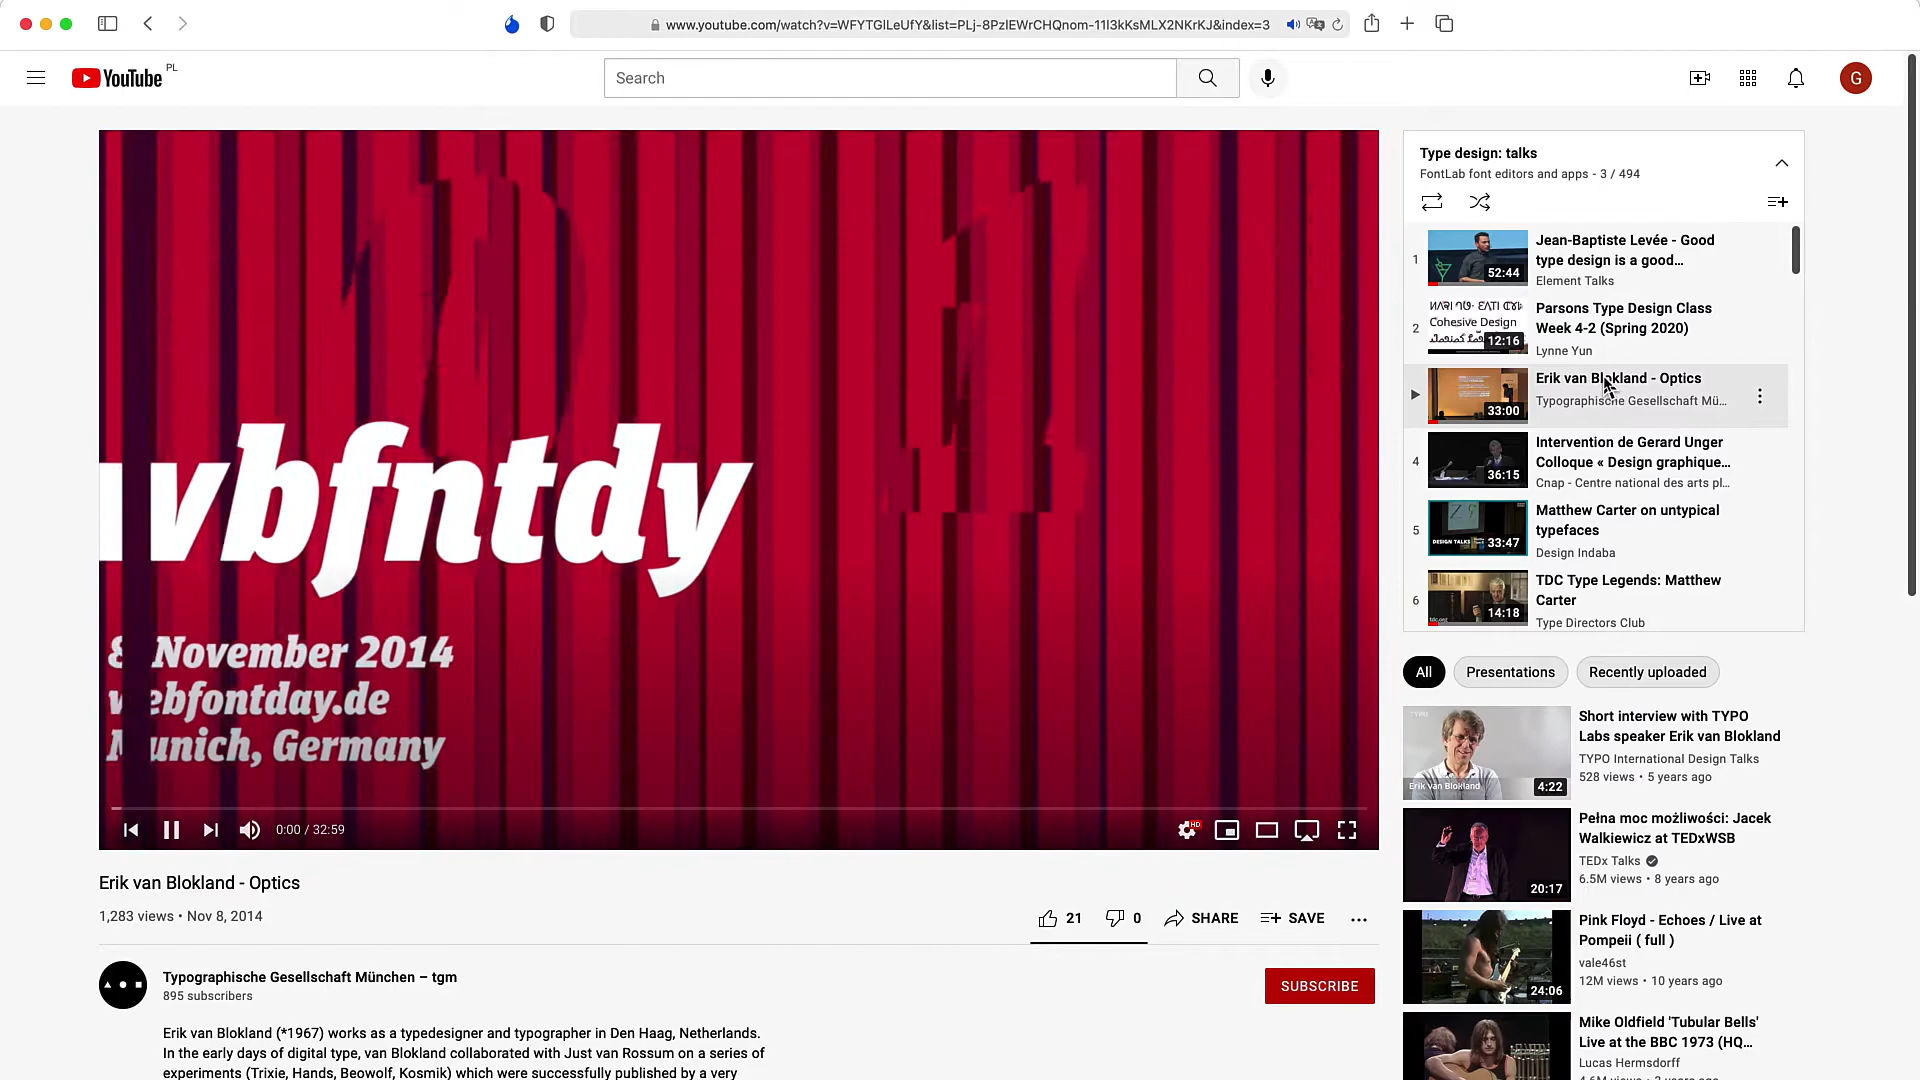 www.youtube.com/watch?v=WFYTGlLeUfY&list=PLj-8PzlEWrCHQnom-11I3kKsMLX2NKrKJ&index=3
YouTube PL
Search
G
wbfntdy
8 November 2014
webfontday.de
Munich, Germany
HD
0:00 / 32:59
Erik van Blokland - Optics
1,283 views • Nov 8, 2014
21
0
SHARE
SAVE
Typographische Gesellschaft München – tgm
895 subscribers
SUBSCRIBE
Erik van Blokland (*1967) works as a typedesigner and typographer in Den Haag, Netherlands.
In the early days of digital type, van Blokland collaborated with Just van Rossum on a series of
experiments (Trixie, Hands, Beowolf, Kosmik) which were successfully published by a very
Type design: talks
FontLab font editors and apps - 3 / 494
1
52:44
Jean-Baptiste Levée - Good
type design is a good...
Element Talks
2
Cohesive Design
12:16
Parsons Type Design Class
Week 4-2 (Spring 2020)
Lynne Yun
33:00
Erik van Blokland - Optics
Typographische Gesellschaft Mü...
4
36:15
Intervention de Gerard Unger
Colloque « Design graphique...
Cnap - Centre national des arts pl...
5
DESIGN TALKS
33:47
Matthew Carter on untypical
typefaces
Design Indaba
6
14:18
TDC Type Legends: Matthew
Carter
Type Directors Club
All
Presentations
Recently uploaded
Erik van Blokland
4:22
Short interview with TYPO
Labs speaker Erik van Blokland
TYPO International Design Talks
528 views • 5 years ago
20:17
Pełna moc możliwości: Jacek
Walkiewicz at TEDxWSB
TEDx Talks
6.5M views • 8 years ago
24:06
Pink Floyd - Echoes / Live at
Pompeii ( full )
vale46st
12M views • 10 years ago
Mike Oldfield 'Tubular Bells'
Live at the BBC 1973 (HQ...
Lucas Hermsdorff